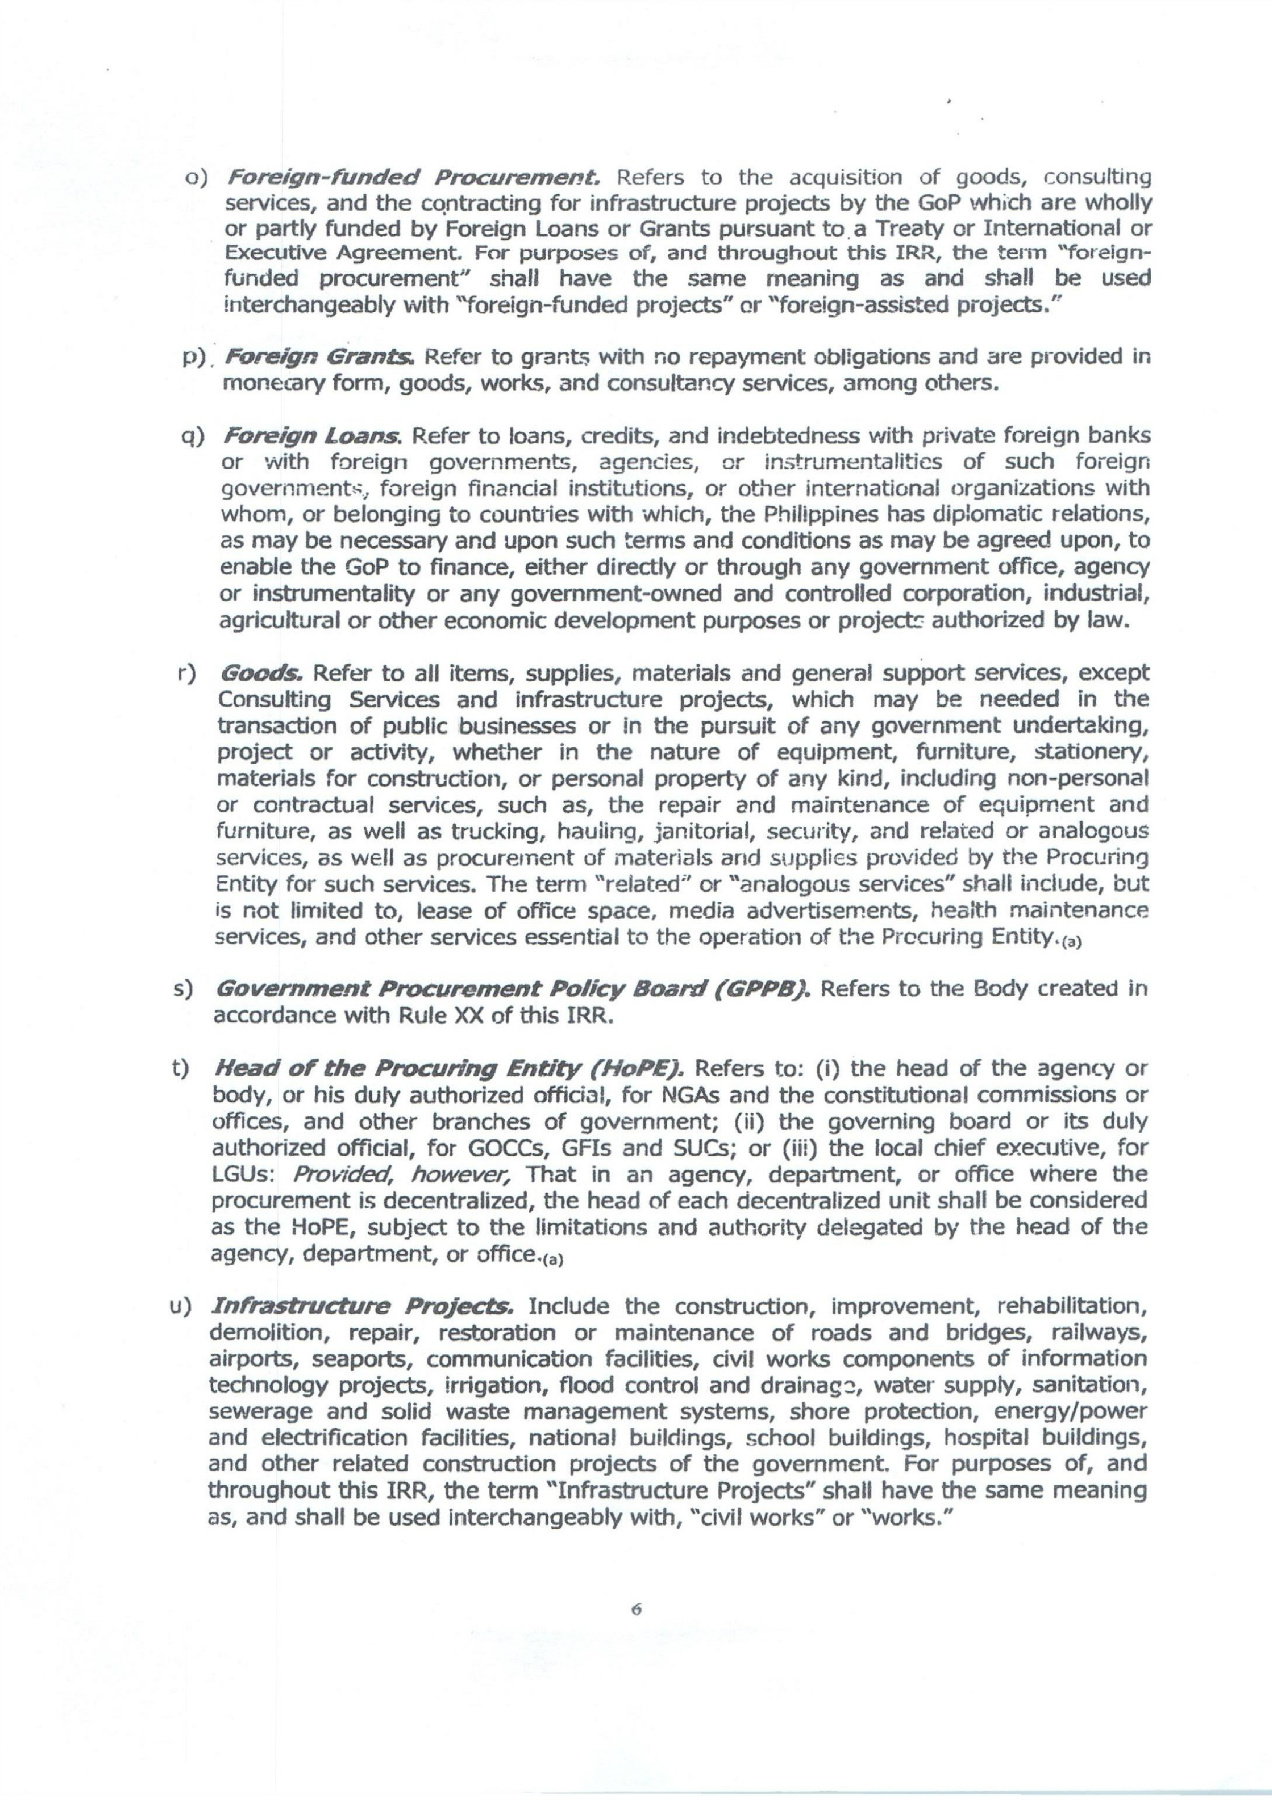 o) Foreign-funded Procurement. Refers to the acquisition of goods, consulting
services, and the contracting for infrastructure projects by the GoP which are wholly
or partly funded by Foreign Loans or Grants pursuant to a Treaty or International or
Executive Agreement. For purposes of, and throughout this IRR, the term "foreign-
funded procurement" shall have the same meaning as and shall be used
interchangeably with "foreign-funded projects" or "foreign-assisted projects."
p) Foreign Grants. Refer to grants with no repayment obligations and are provided in
monetary form, goods, works, and consultancy services, among others.
q) Foreign Loans. Refer to loans, credits, and indebtedness with private foreign banks
or with foreign governments, agencies, or instrumentalities of such foreign
governments, foreign financial institutions, or other international organizations with
whom, or belonging to countries with which, the Philippines has diplomatic relations,
as may be necessary and upon such terms and conditions as may be agreed upon, to
enable the GoP to finance, either directly or through any government office, agency
or instrumentality or any government-owned and controlled corporation, industrial,
agricultural or other economic development purposes or projects authorized by law.
r) Goods. Refer to all items, supplies, materials and general support services, except
Consulting Services and infrastructure projects, which may be needed in the
transaction of public businesses or in the pursuit of any government undertaking,
project or activity, whether in the nature of equipment, furniture, stationery,
materials for construction, or personal property of any kind, including non-personal
or contractual services, such as, the repair and maintenance of equipment and
furniture, as well as trucking, hauling, janitorial, security, and related or analogous
services, as well as procurement of materials and supplies provided by the Procuring
Entity for such services. The term "related" or "analogous services" shall include, but
is not limited to, lease of office space, media advertisements, health maintenance
services, and other services essential to the operation of the Procuring Entity.(a)
s) Government Procurement Policy Board (GPPB). Refers to the Body created in
accordance with Rule XX of this IRR.
t) Head of the Procuring Entity (HoPE). Refers to: (i) the head of the agency or
body, or his duly authorized official, for NGAs and the constitutional commissions or
offices, and other branches of government; (ii) the governing board or its duly
authorized official, for GOCCs, GFIs and SUCs; or (iii) the local chief executive, for
LGUs: Provided, however, That in an agency, department, or office where the
procurement is decentralized, the head of each decentralized unit shall be considered
as the HoPE, subject to the limitations and authority delegated by the head of the
agency, department, or office.(a)
u) Infrastructure Projects. Include the construction, improvement, rehabilitation,
demolition, repair, restoration or maintenance of roads and bridges, railways,
airports, seaports, communication facilities, civil works components of information
technology projects, irrigation, flood control and drainage, water supply, sanitation,
sewerage and solid waste management systems, shore protection, energy/power
and electrification facilities, national buildings, school buildings, hospital buildings,
and other related construction projects of the government. For purposes of, and
throughout this IRR, the term "Infrastructure Projects" shall have the same meaning
as, and shall be used interchangeably with, "civil works" or "works."
6